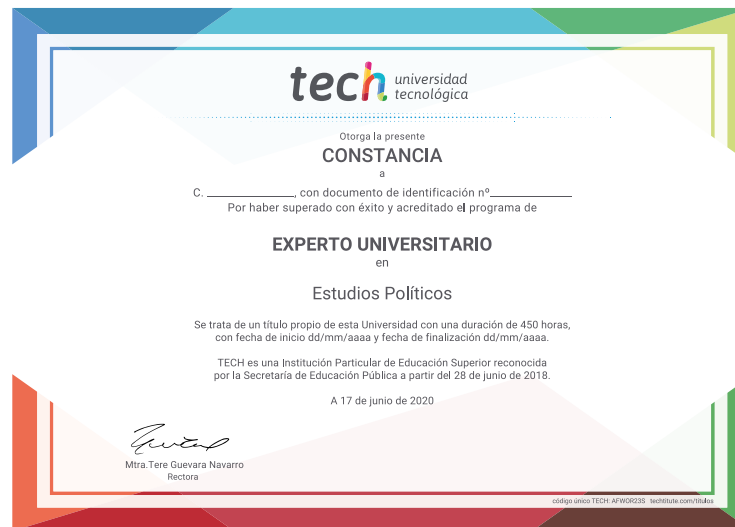 tech universidad
tecnológica
Otorga la presente
CONSTANCIA
a
C. ________________, con documento de identificación nº________________
Por haber superado con éxito y acreditado el programa de
EXPERTO UNIVERSITARIO
en
Estudios Políticos
Se trata de un título propio de esta Universidad con una duración de 450 horas,
con fecha de inicio dd/mm/aaaa y fecha de finalización dd/mm/aaaa.
TECH es una Institución Particular de Educación Superior reconocida
por la Secretaría de Educación Pública a partir del 28 de junio de 2018.
A 17 de junio de 2020
Mtra.Tere Guevara Navarro
Rectora
código único TECH: AFWOR23S techtitute.com/titulos